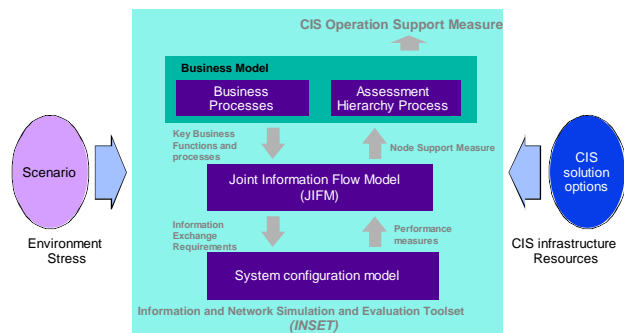 CIS Operation Support Measure
Business Model
Business
Processes
Assessment
Hierarchy Process
Key Business
Functions and
processes
Node Support Measure
Scenario
CIS
solution
options
Joint Information Flow Model
(JIFM)
Environment
Stress
Information
Exchange
Requirements
Performance
measures
CIS infrastructure
Resources
System configuration model
Information and Network Simulation and Evaluation Toolset
(INSET)